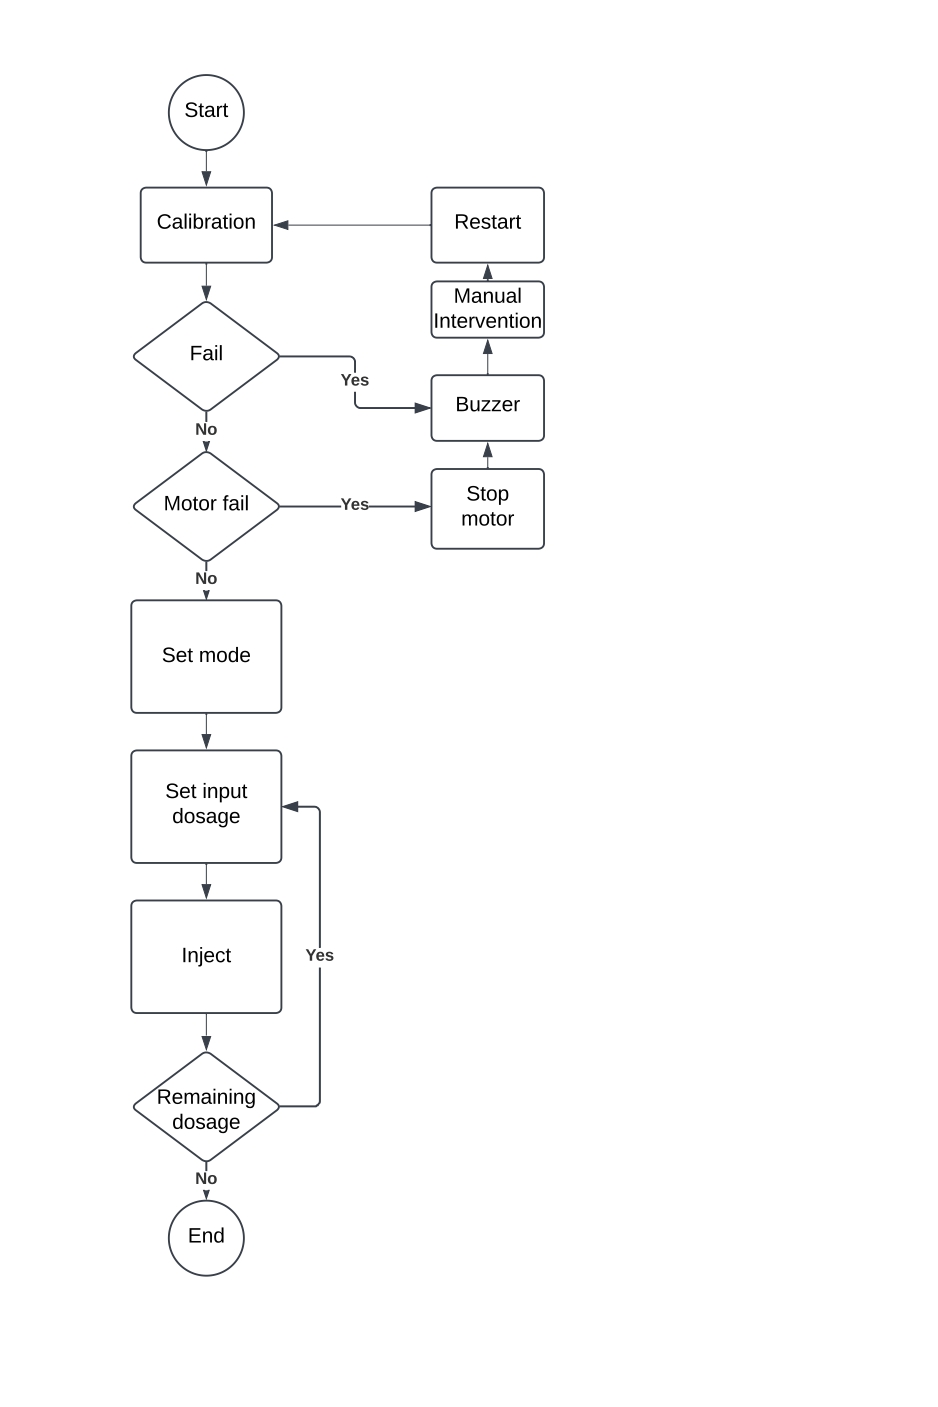 Start
Calibration
Restart
Manual
Intervention
Fail
Yes
Buzzer
No
Motor fail
Yes
Stop
motor
No
Set mode
Set input
dosage
Inject
Yes
Remaining
dosage
No
End